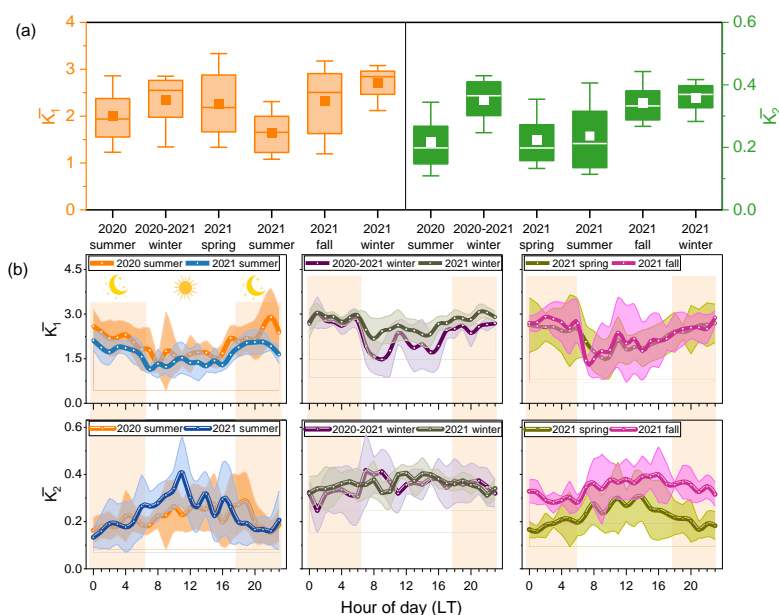 (a)
4
3
2
1
0
K̄1
0.6
0.4
0.2
0.0
K̄2
2020 summer
2020-2021 winter
2021 spring
2021 summer
2021 fall
2021 winter
2020 summer
2020-2021 winter
2021 spring
2021 summer
2021 fall
2021 winter
(b)
4.5
3.0
1.5
0.0
K̄1
2020 summer 2021 summer
2020-2021 winter 2021 winter
2021 spring 2021 fall
0.6
0.4
0.2
0.0
K̄2
2020 summer 2021 summer
2020-2021 winter 2021 winter
2021 spring 2021 fall
0 4 8 12 16 20
0 4 8 12 16 20
0 4 8 12 16 20
Hour of day (LT)